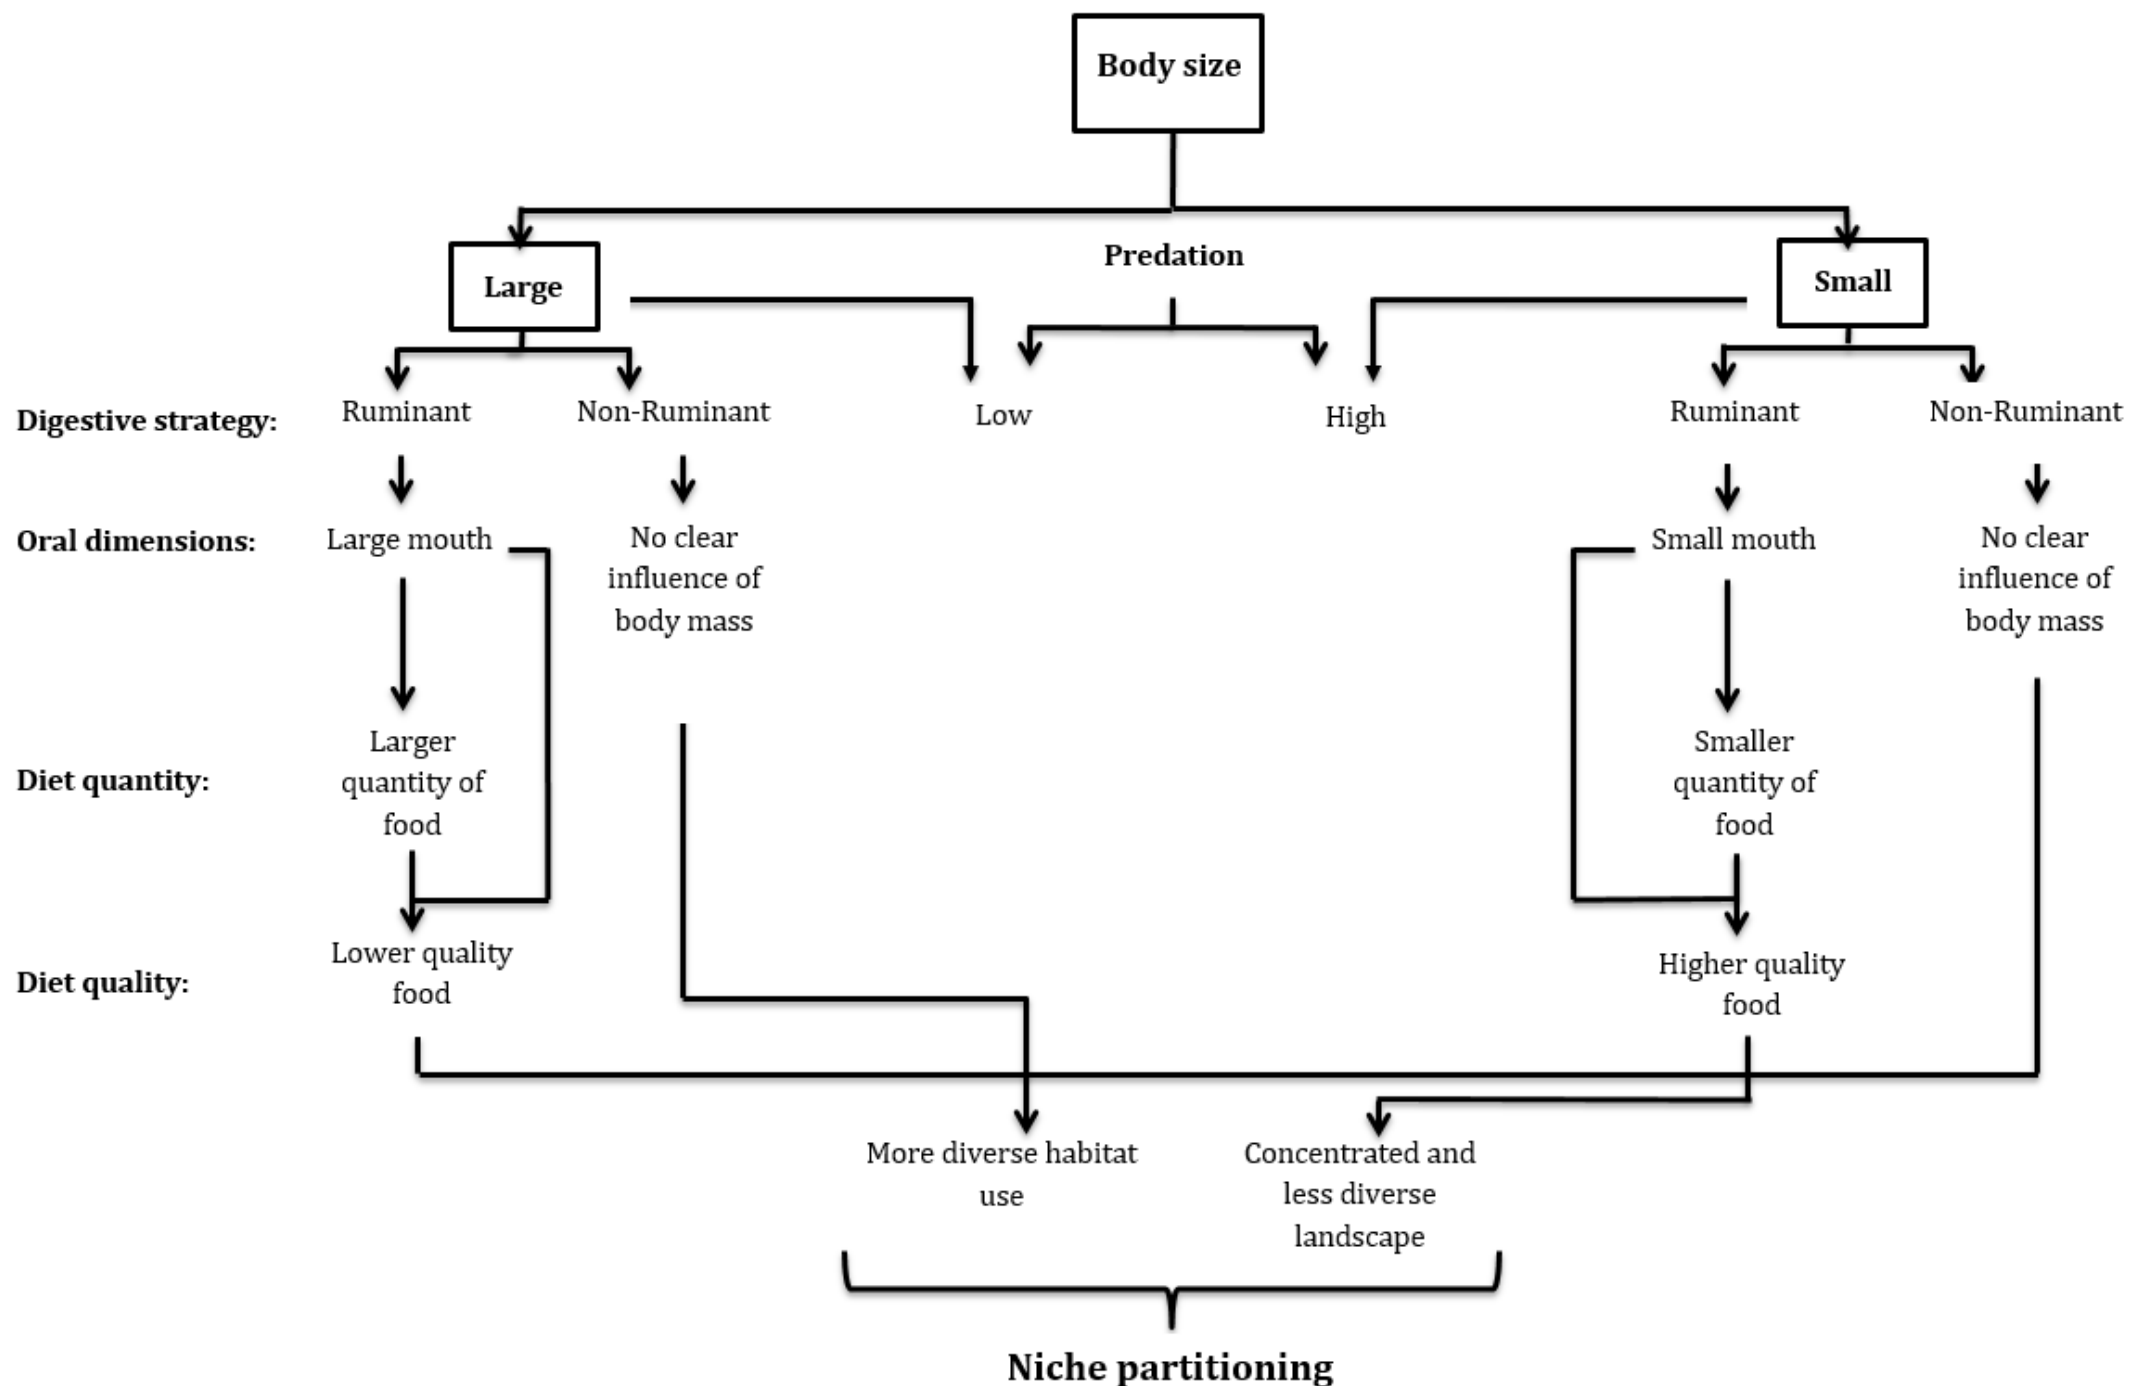 Body size
Predation
Large
Small
Digestive strategy:
Ruminant
Non-Ruminant
Low
High
Ruminant
Non-Ruminant
Oral dimensions:
Large mouth
No clear
influence of
body mass
Small mouth
No clear
influence of
body mass
Diet quantity:
Larger
quantity of
food
Smaller
quantity of
food
Diet quality:
Lower quality
food
Higher quality
food
More diverse habitat
use
Concentrated and
less diverse
landscape
Niche partitioning